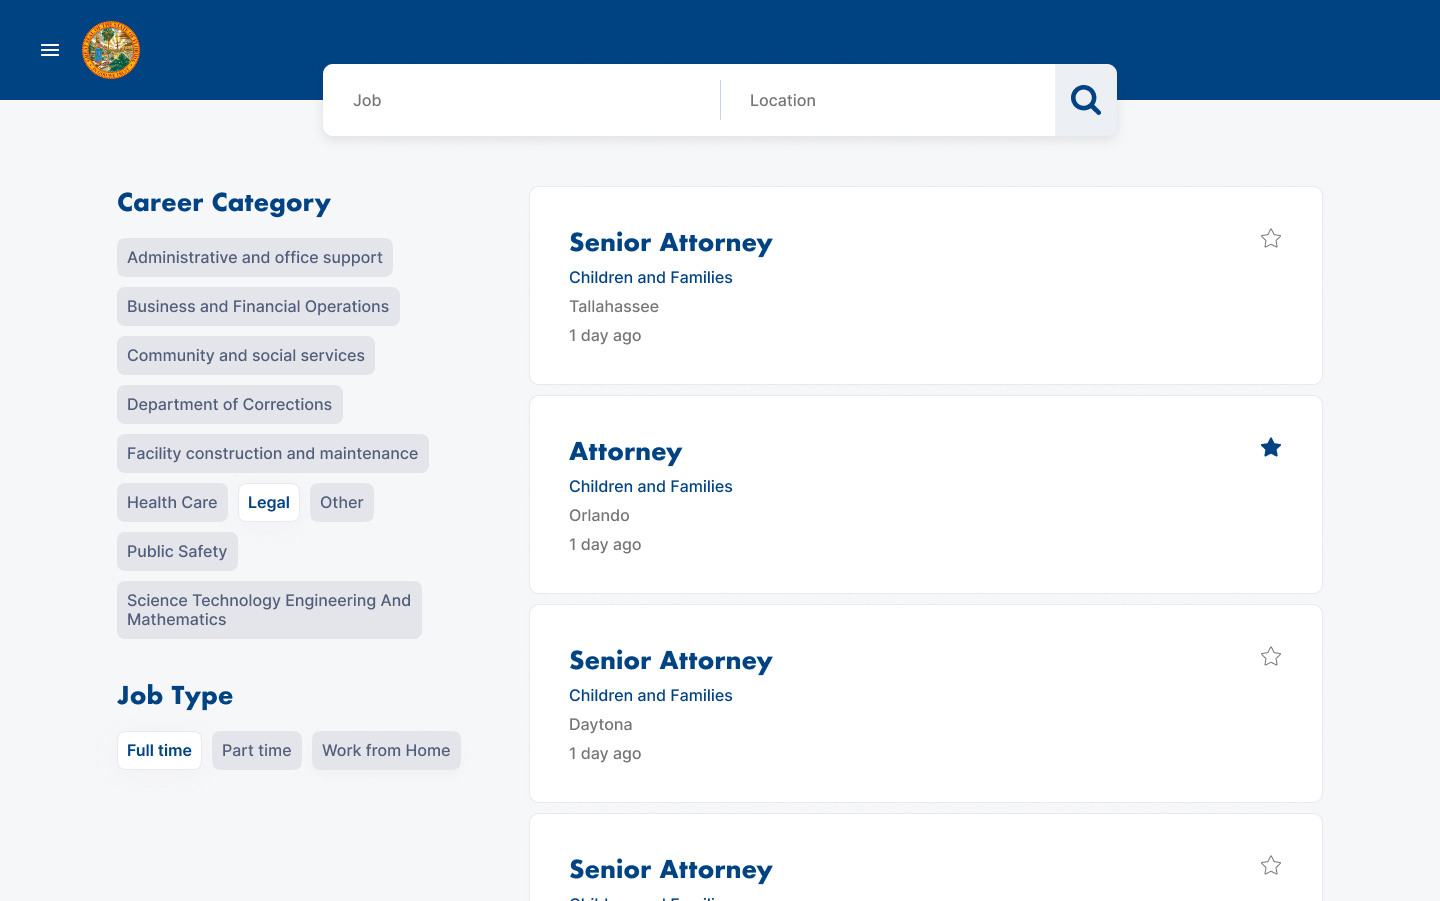 Job
Location
Career Category
Administrative and office support
Business and Financial Operations
Community and social services
Department of Corrections
Facility construction and maintenance
Health Care
Legal
Other
Public Safety
Science Technology Engineering And
Mathematics
Job Type
Full time
Part time
Work from Home
Senior Attorney
Children and Families
Tallahassee
1 day ago
Attorney
Children and Families
Orlando
1 day ago
Senior Attorney
Children and Families
Daytona
1 day ago
Senior Attorney